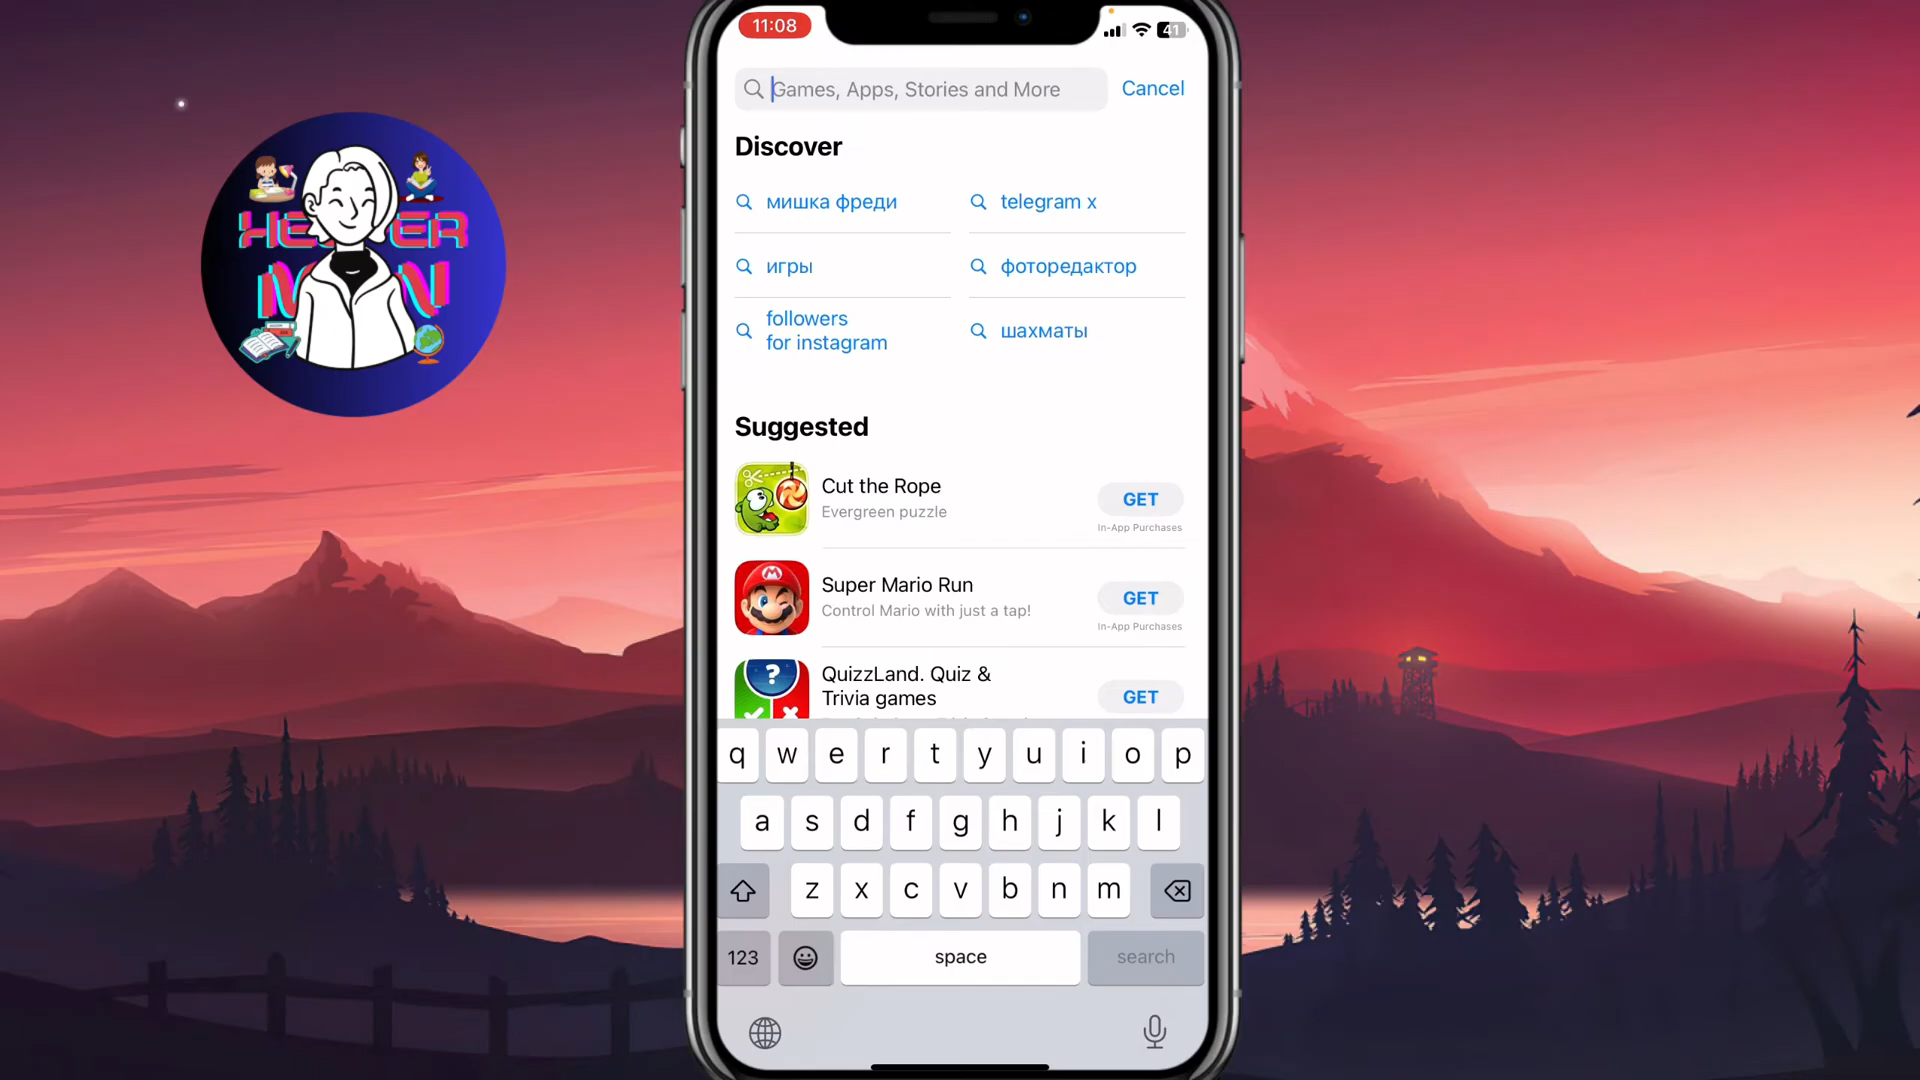 11:08
41
Games, Apps, Stories and More
Cancel
Discover
мишка фреди
telegram x
игры
фоторедактор
followers
for instagram
шахматы
Suggested
Cut the Rope
Evergreen puzzle
GET
In-App Purchases
Super Mario Run
Control Mario with just a tap!
GET
In-App Purchases
QuizzLand. Quiz &
Trivia games
GET
q w e r t y u i o p
a s d f g h j k l
z x c v b n m
123
space
search